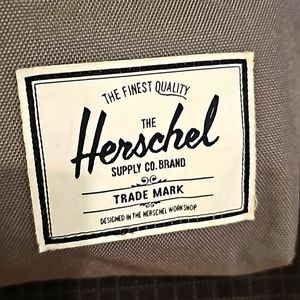 THE FINEST QUALITY
THE
Herschel
SUPPLY CO. BRAND
TRADE MARK
DESIGNED IN THE HERSCHEL WORKSHOP